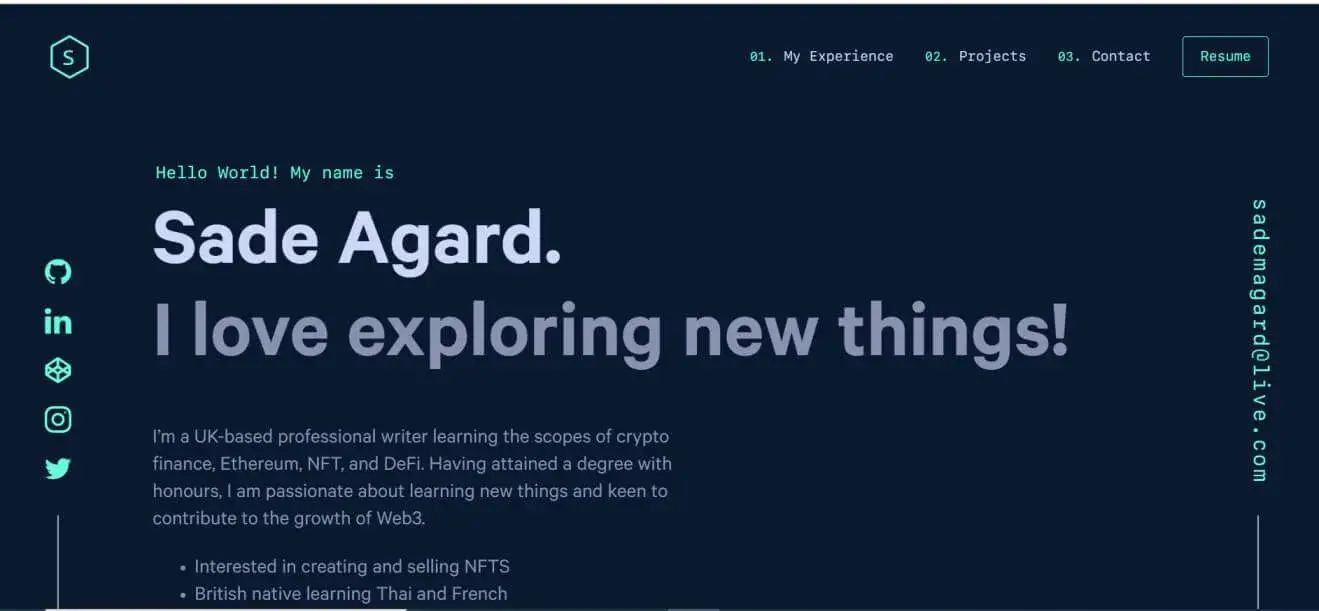 S
01. My Experience 02. Projects 03. Contact Resume
Hello World! My name is
Sade Agard.
I love exploring new things!
in
I'm a UK-based professional writer learning the scopes of crypto
finance, Ethereum, NFT, and DeFi. Having attained a degree with
honours, I am passionate about learning new things and keen to
contribute to the growth of Web3.
• Interested in creating and selling NFTS
• British native learning Thai and French
sademagard@live.com